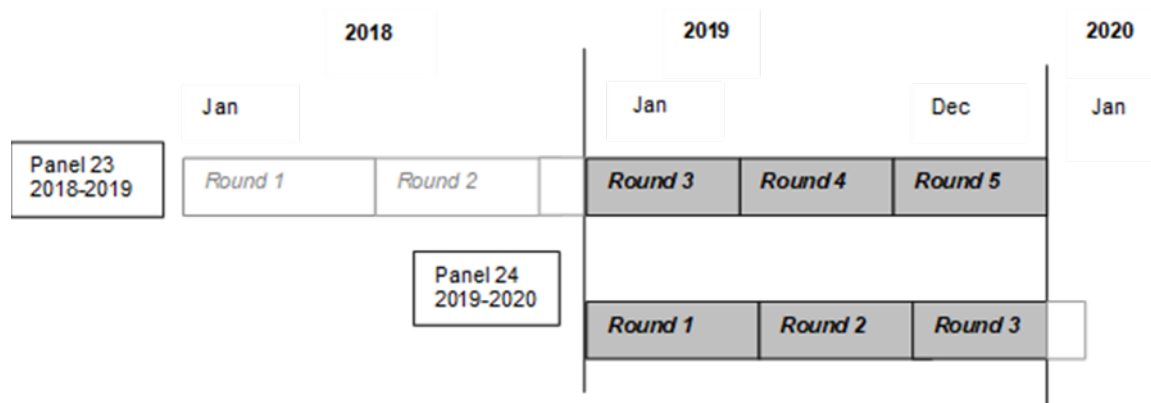 2018 2019 2020
Jan Jan Dec Jan
Panel 23
2018-2019
Round 1 Round 2 Round 3 Round 4 Round 5
Panel 24
2019-2020
Round 1 Round 2 Round 3